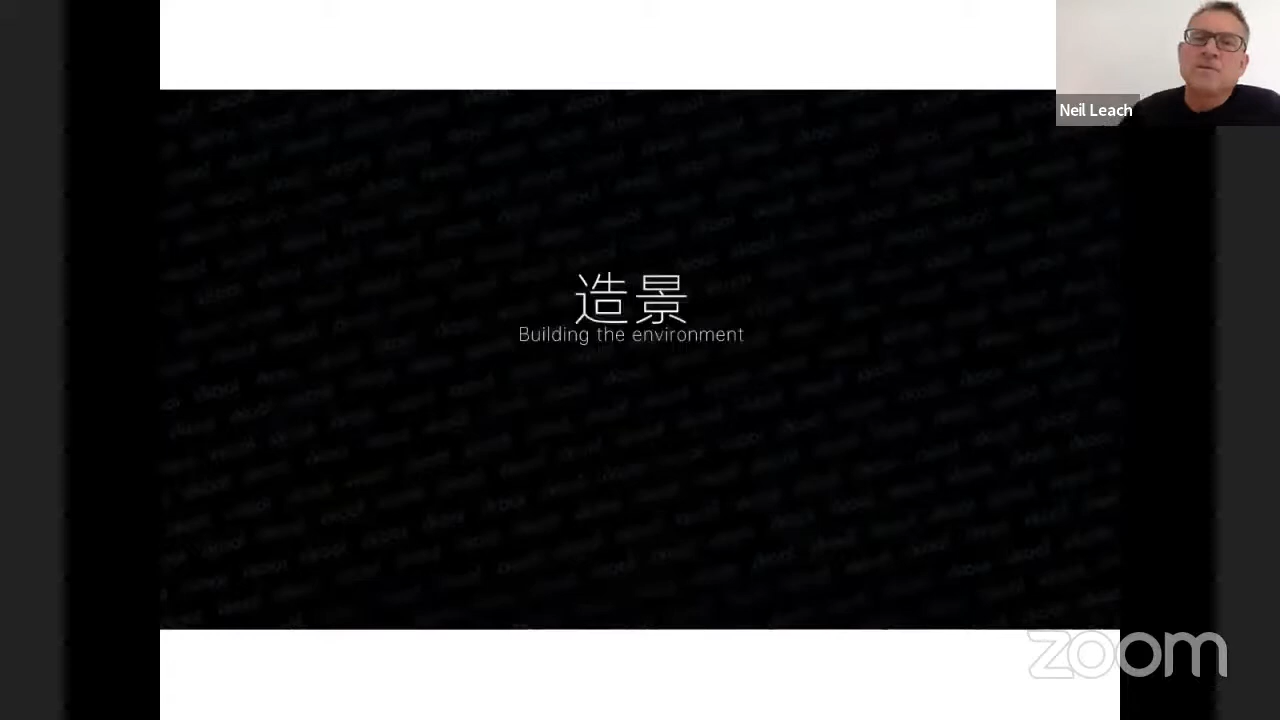 Neil Leach
造景
Building the environment
zoom